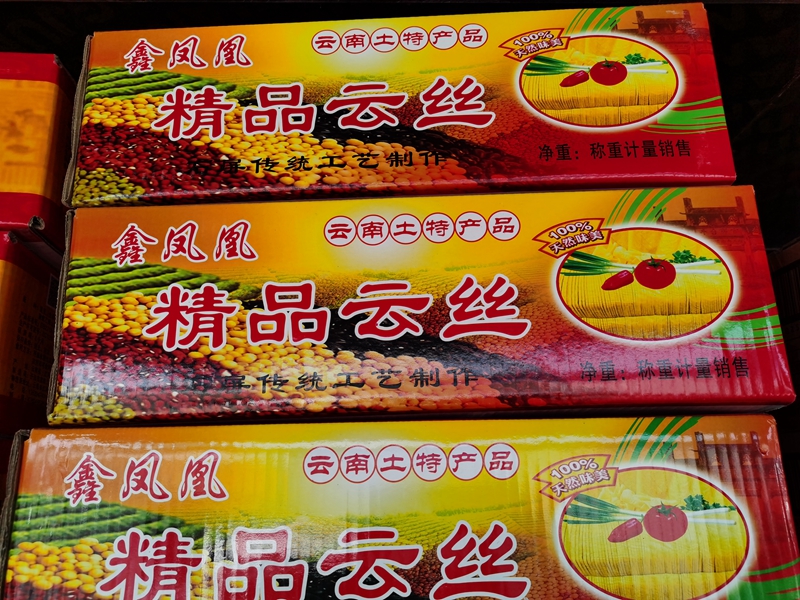 鑫凤凰
云南土特产品
100%
天然味美
精品云丝
传统工艺制作
净重：称重计量销售
鑫凤凰
云南土特产品
100%
天然味美
精品云丝
传统工艺制作
净重：称重计量销售
鑫凤凰
云南土特产品
100%
天然味美
精品云丝